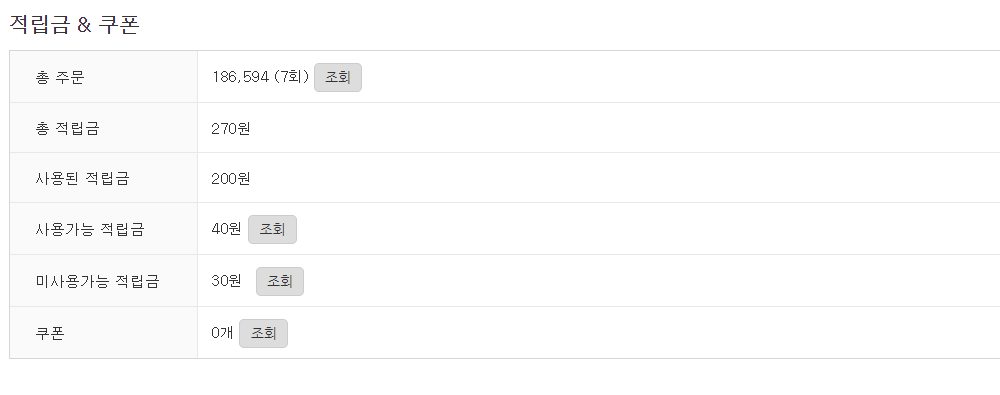 적립금 & 쿠폰
총 주문 186,594 (7회) 조회
총 적립금 270원
사용된 적립금 200원
사용가능 적립금 40원 조회
미사용가능 적립금 30원 조회
쿠폰 0개 조회